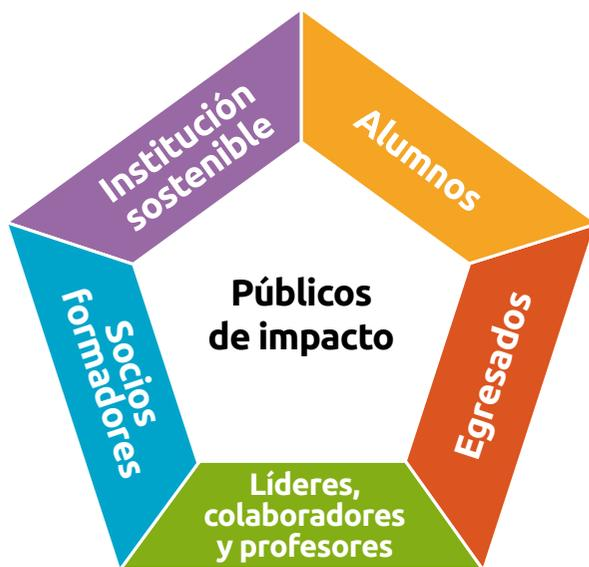 Institución
sostenible
Alumnos
Públicos
de impacto
Socios
formadores
Egresados
Líderes,
colaboradores
y profesores